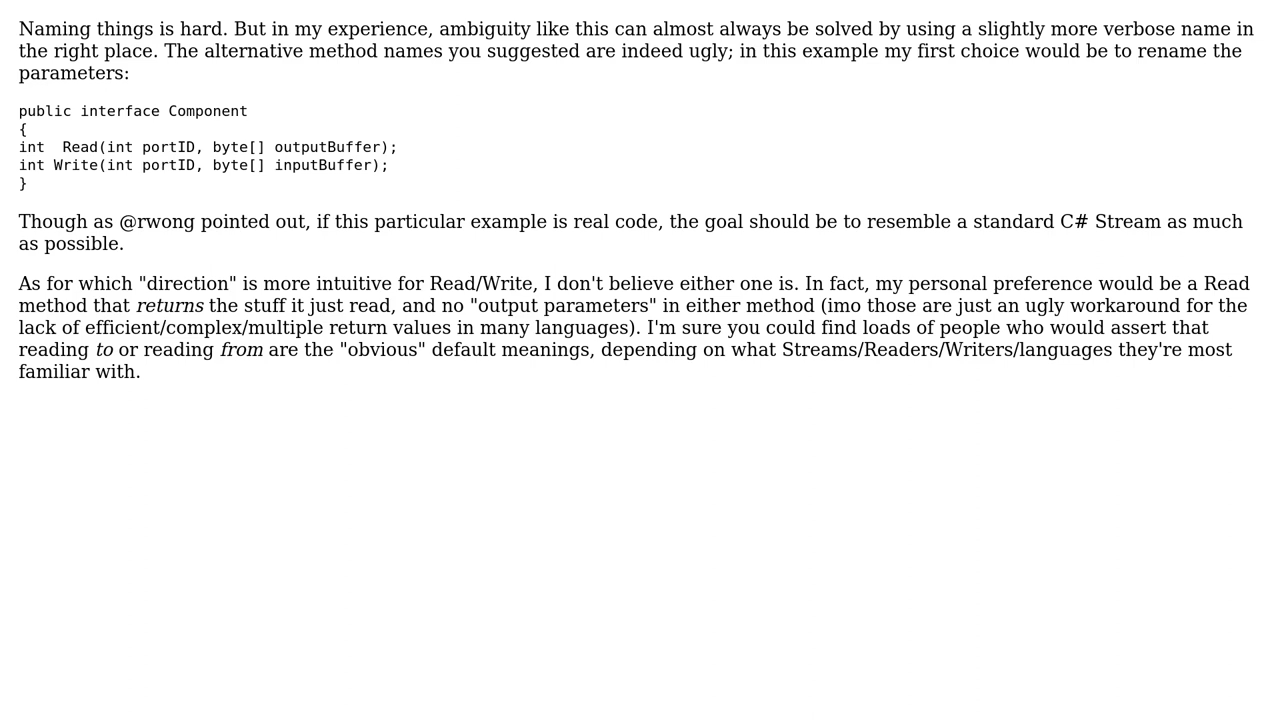 Naming things is hard. But in my experience, ambiguity like this can almost always be solved by using a slightly more verbose name in
the right place. The alternative method names you suggested are indeed ugly; in this example my first choice would be to rename the
parameters:
public interface Component
{
int  Read(int portID, byte[] outputBuffer);
int Write(int portID, byte[] inputBuffer);
}
Though as @rwong pointed out, if this particular example is real code, the goal should be to resemble a standard C# Stream as much
as possible.
As for which "direction" is more intuitive for Read/Write, I don't believe either one is. In fact, my personal preference would be a Read
method that returns the stuff it just read, and no "output parameters" in either method (imo those are just an ugly workaround for the
lack of efficient/complex/multiple return values in many languages). I'm sure you could find loads of people who would assert that
reading to or reading from are the "obvious" default meanings, depending on what Streams/Readers/Writers/languages they're most
familiar with.